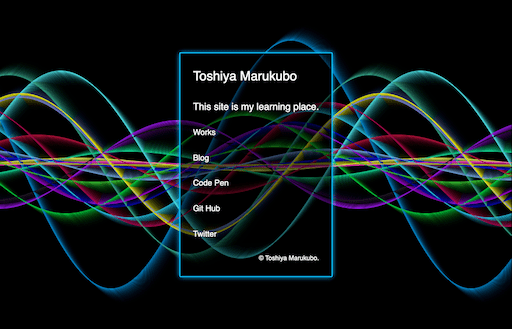 Toshiya Marukubo
This site is my learning place.
Works
Blog
Code Pen
Git Hub
Twitter
© Toshiya Marukubo.